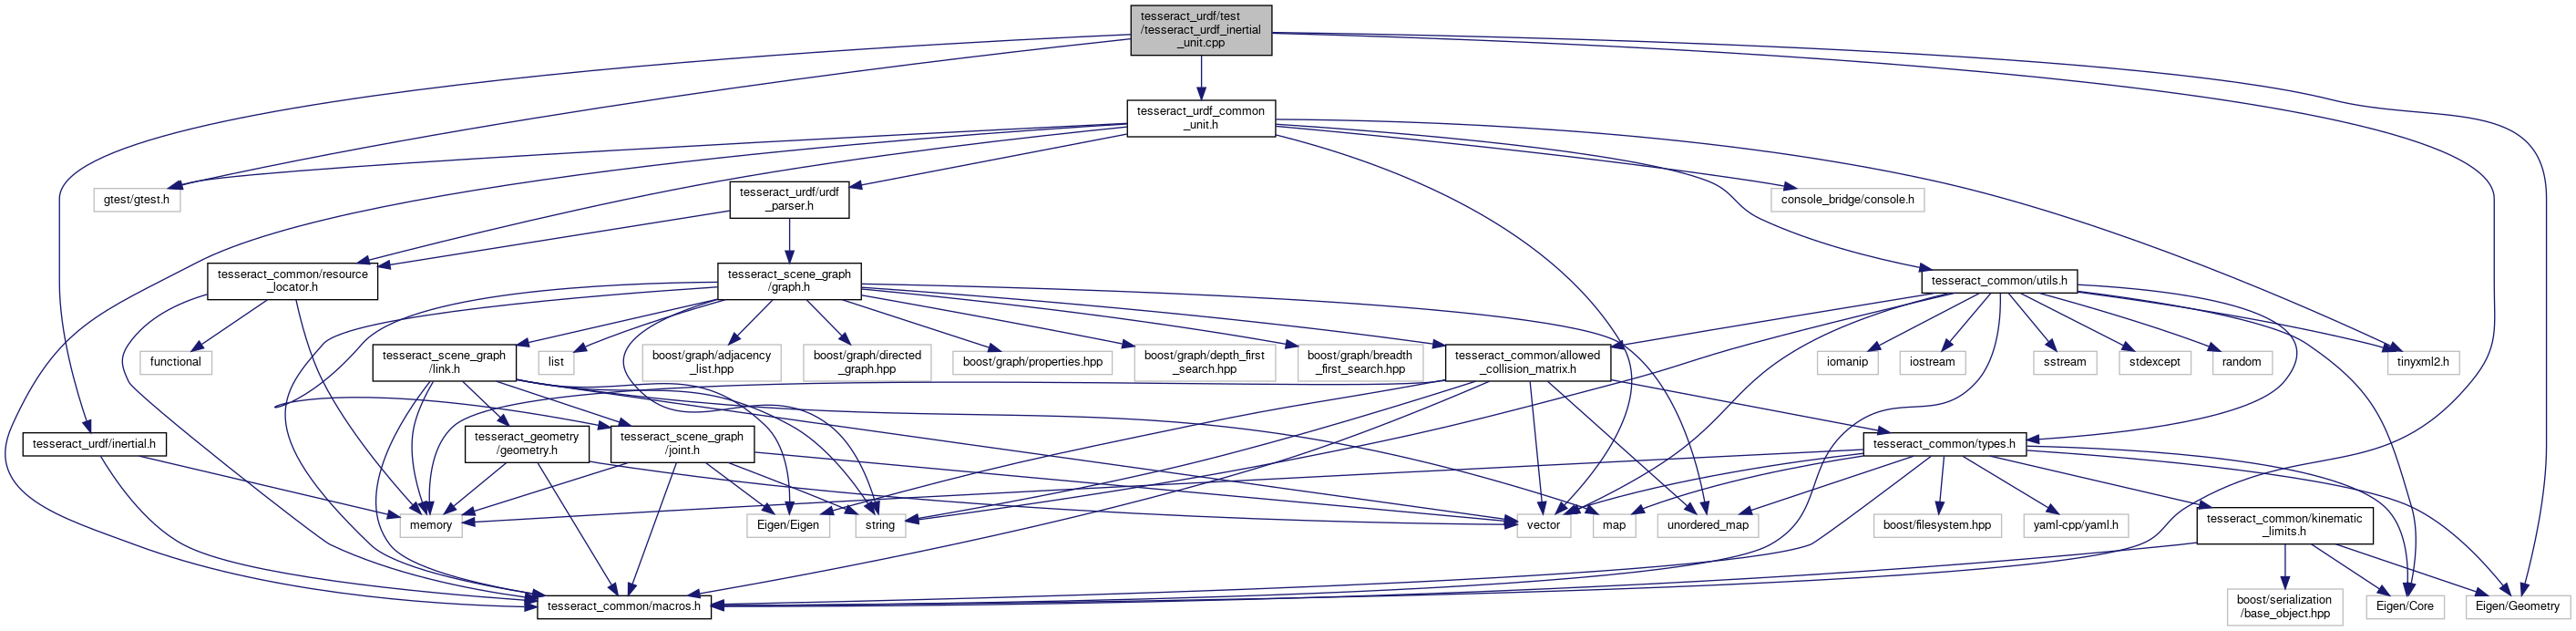 tesseract_urdf/test
/tesseract_urdf_inertial
_unit.cpp
tesseract_urdf_common
_unit.h
gtest/gtest.h
tesseract_urdf/urdf
_parser.h
console_bridge/console.h
tesseract_common/resource
_locator.h
tesseract_scene_graph
/graph.h
tesseract_common/utils.h
functional
tesseract_scene_graph
/link.h
list
boost/graph/adjacency
_list.hpp
boost/graph/directed
_graph.hpp
boost/graph/properties.hpp
boost/graph/depth_first
_search.hpp
boost/graph/breadth
_first_search.hpp
tesseract_common/allowed
_collision_matrix.h
iomanip
iostream
sstream
stdexcept
random
tinyxml2.h
tesseract_urdf/inertial.h
tesseract_geometry
/geometry.h
tesseract_scene_graph
/joint.h
tesseract_common/types.h
memory
Eigen/Eigen
string
vector
map
unordered_map
boost/filesystem.hpp
yaml-cpp/yaml.h
tesseract_common/kinematic
_limits.h
tesseract_common/macros.h
boost/serialization
/base_object.hpp
Eigen/Core
Eigen/Geometry